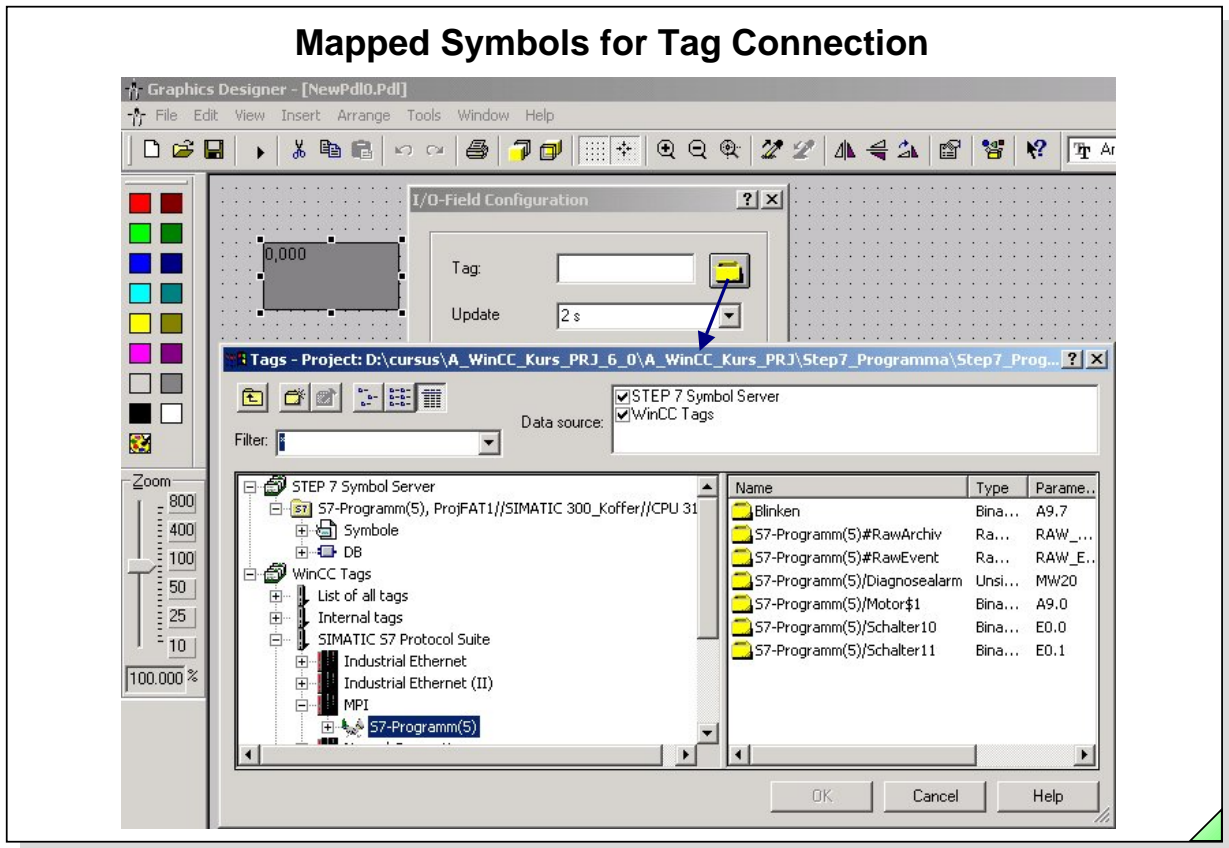 Mapped Symbols for Tag Connection
Graphics Designer - [NewPdl0.Pdl]
File Edit View Insert Arrange Tools Window Help
Ar
I/O-Field Configuration
0,000
Tag:
Update
2 s
Tags - Project: D:\cursus\A_WinCC_Kurs_PRJ_6_0\A_WinCC_Kurs_PRJ\Step7_Programma\Step7_Prog...
Data source:
STEP 7 Symbol Server
WinCC Tags
Filter:
*
Zoom
800
400
100
50
25
10
100.000 %
STEP 7 Symbol Server
S7-Programm(5), ProjFAT1//SIMATIC 300_Koffer//CPU 31
Symbole
DB
WinCC Tags
List of all tags
Internal tags
SIMATIC S7 Protocol Suite
Industrial Ethernet
Industrial Ethernet (II)
MPI
S7-Programm(5)
Name Type Parame..
Blinken Bina... A9.7
S7-Programm(5)#RawArchiv Ra... RAW_...
S7-Programm(5)#RawEvent Ra... RAW_E..
S7-Programm(5)/Diagnosealarm Unsi... MW20
S7-Programm(5)/Motor$1 Bina... A9.0
S7-Programm(5)/Schalter10 Bina... E0.0
S7-Programm(5)/Schalter11 Bina... E0.1
OK Cancel Help